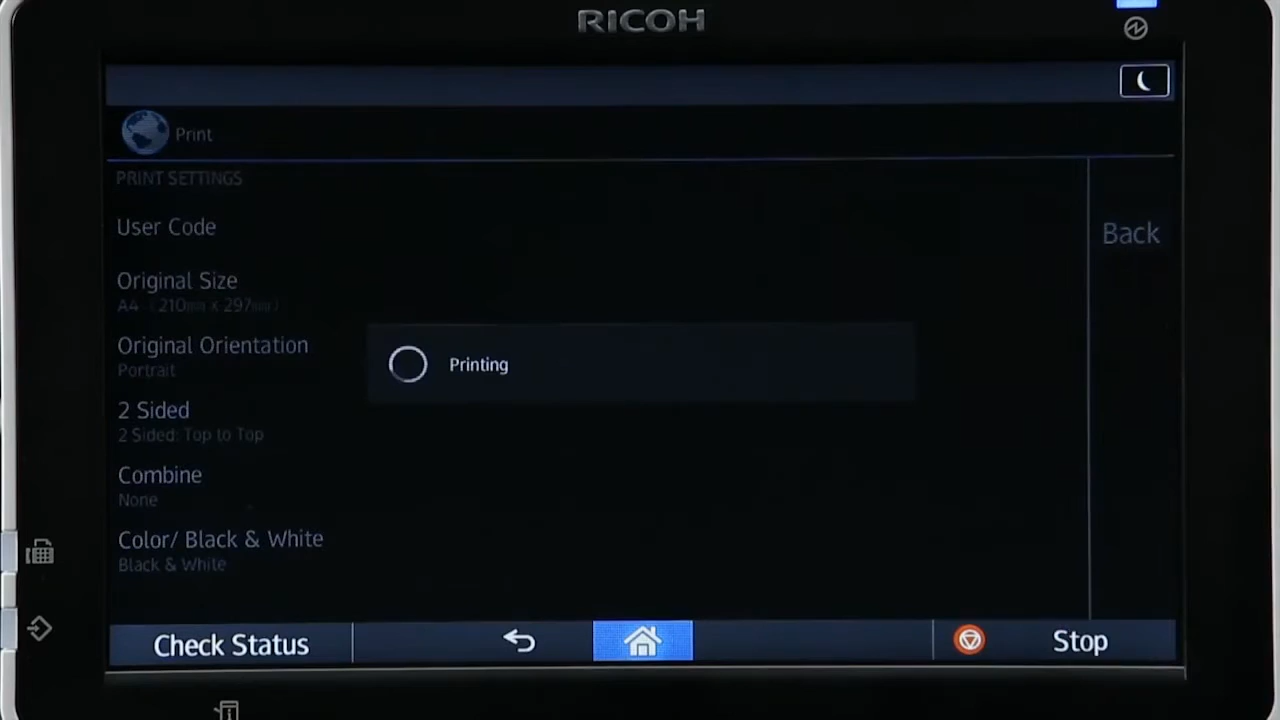 RICOH
Print
PRINT SETTINGS
User Code
Back
Original Size
A4 (210mm x 297mm)
Original Orientation
Portrait
Printing
2 Sided
2 Sided: Top to Top
Combine
None
Color/ Black & White
Black & White
Check Status
Stop